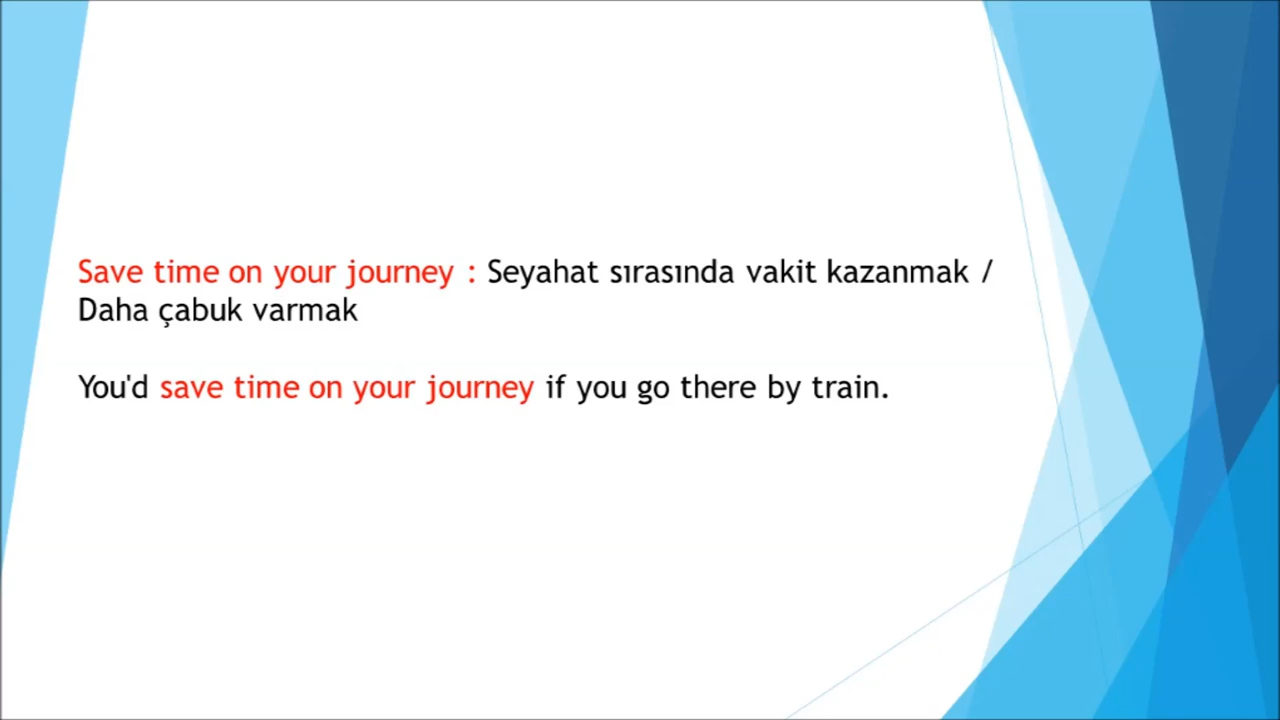 Save time on your journey : Seyahat sırasında vakit kazanmak /
Daha çabuk varmak
You'd save time on your journey if you go there by train.